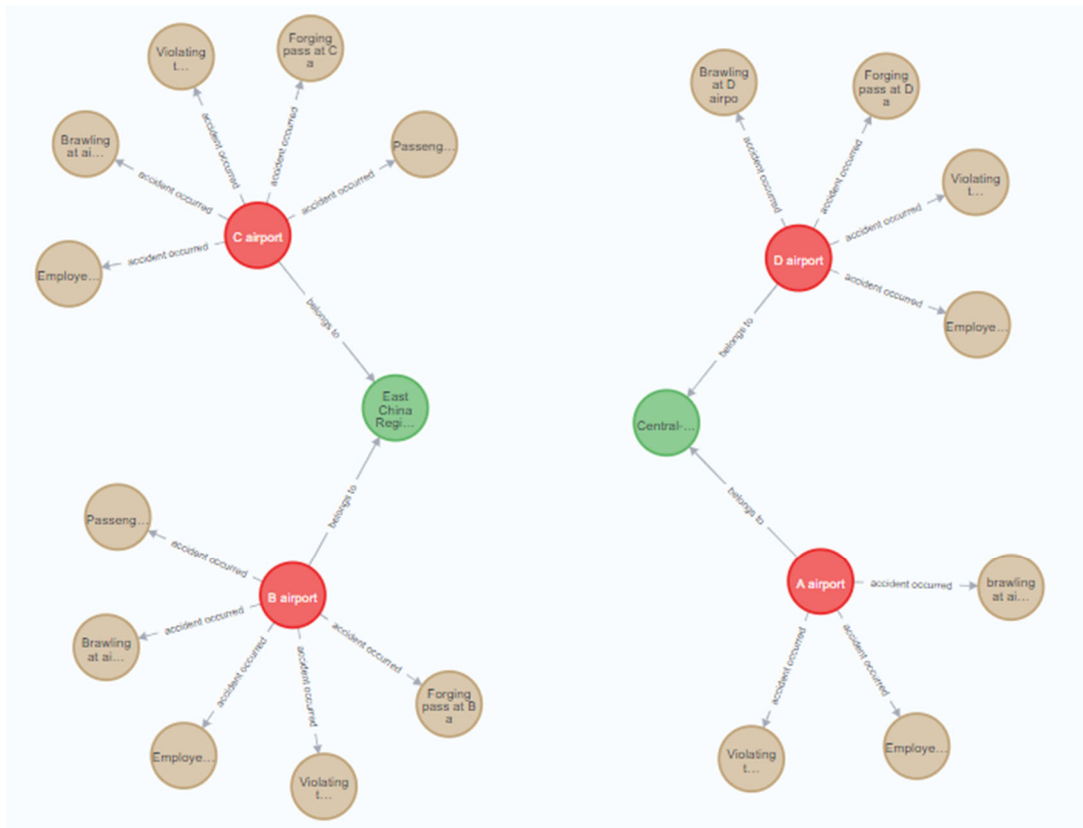 Violating
t...
Forging
pass at C
a
Brawling
at ai...
Passeng...
Employe...
accident occurred
accident occurred
accident occurred
accident occurred
accident occurred
C airport
belongs to
East
China
Regi...
belongs to
B airport
accident occurred
accident occurred
accident occurred
accident occurred
accident occurred
Passeng...
Brawling
at ai...
Employe...
Violating
t...
Forging
pass at B
a
Brawling
at D
airpo
Forging
pass at D
a
Violating
t...
Employe...
accident occurred
accident occurred
accident occurred
accident occurred
D airport
belongs to
Central-...
belongs to
A airport
accident occurred
accident occurred
accident occurred
brawling
at ai...
Violating
t...
Employe...